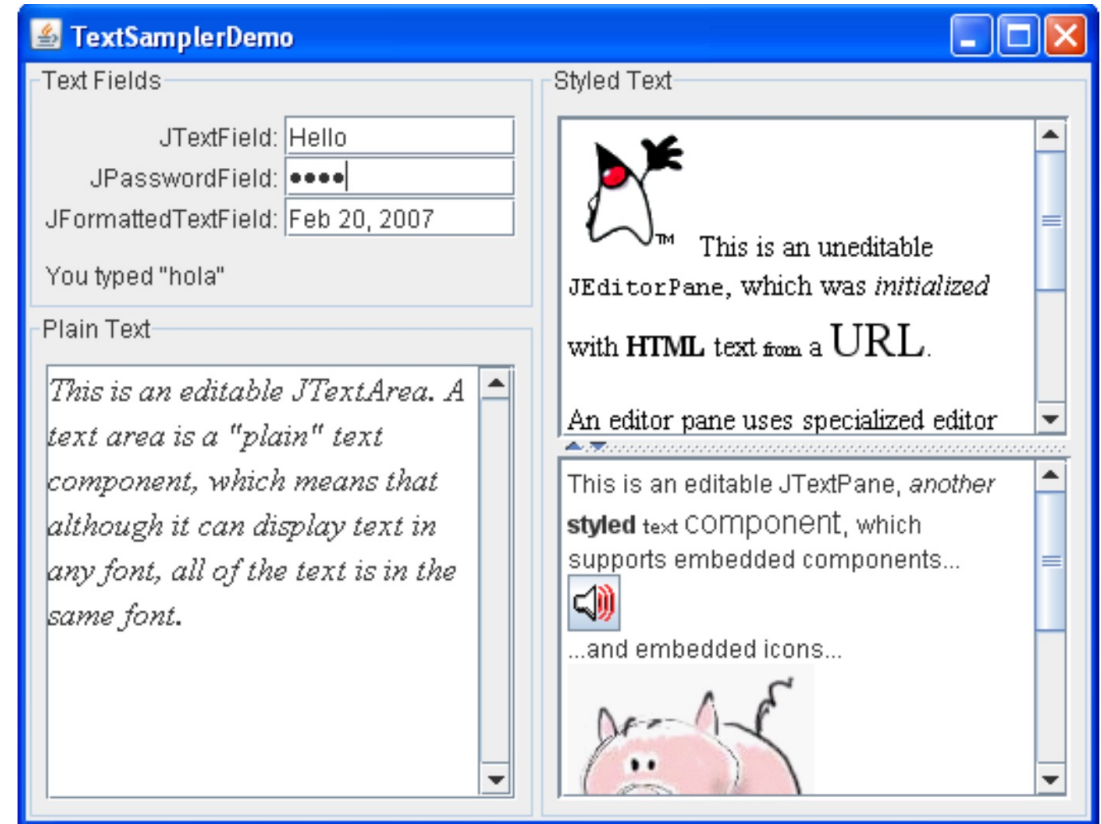 TextSamplerDemo
Text Fields
JTextField: Hello
JPasswordField: ••••
JFormattedTextField: Feb 20, 2007
You typed "hola"
Plain Text
This is an editable JTextArea. A
text area is a "plain" text
component, which means that
although it can display text in
any font, all of the text is in the
same font.
Styled Text
TM This is an uneditable
JEditorPane, which was initialized
with HTML text from a URL.
An editor pane uses specialized editor
This is an editable JTextPane, another
styled text component, which
supports embedded components...
...and embedded icons...